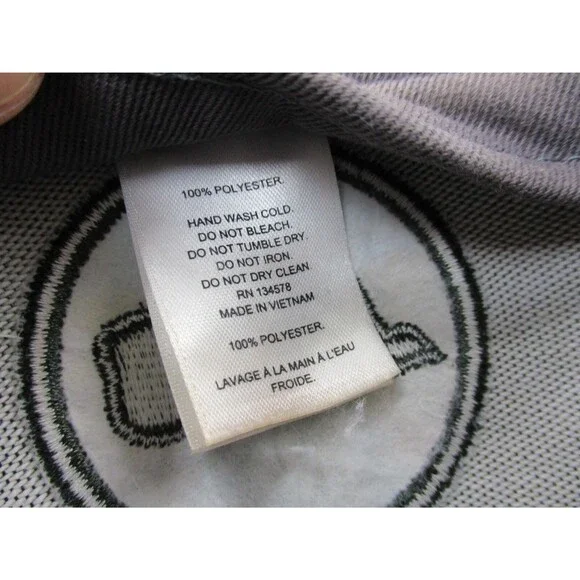 100% POLYESTER.
HAND WASH COLD.
DO NOT BLEACH.
DO NOT TUMBLE DRY.
DO NOT IRON.
DO NOT DRY CLEAN.
RN 134578
MADE IN VIETNAM
100% POLYESTER.
LAVAGE À LA MAIN À L'EAU
FROIDE.